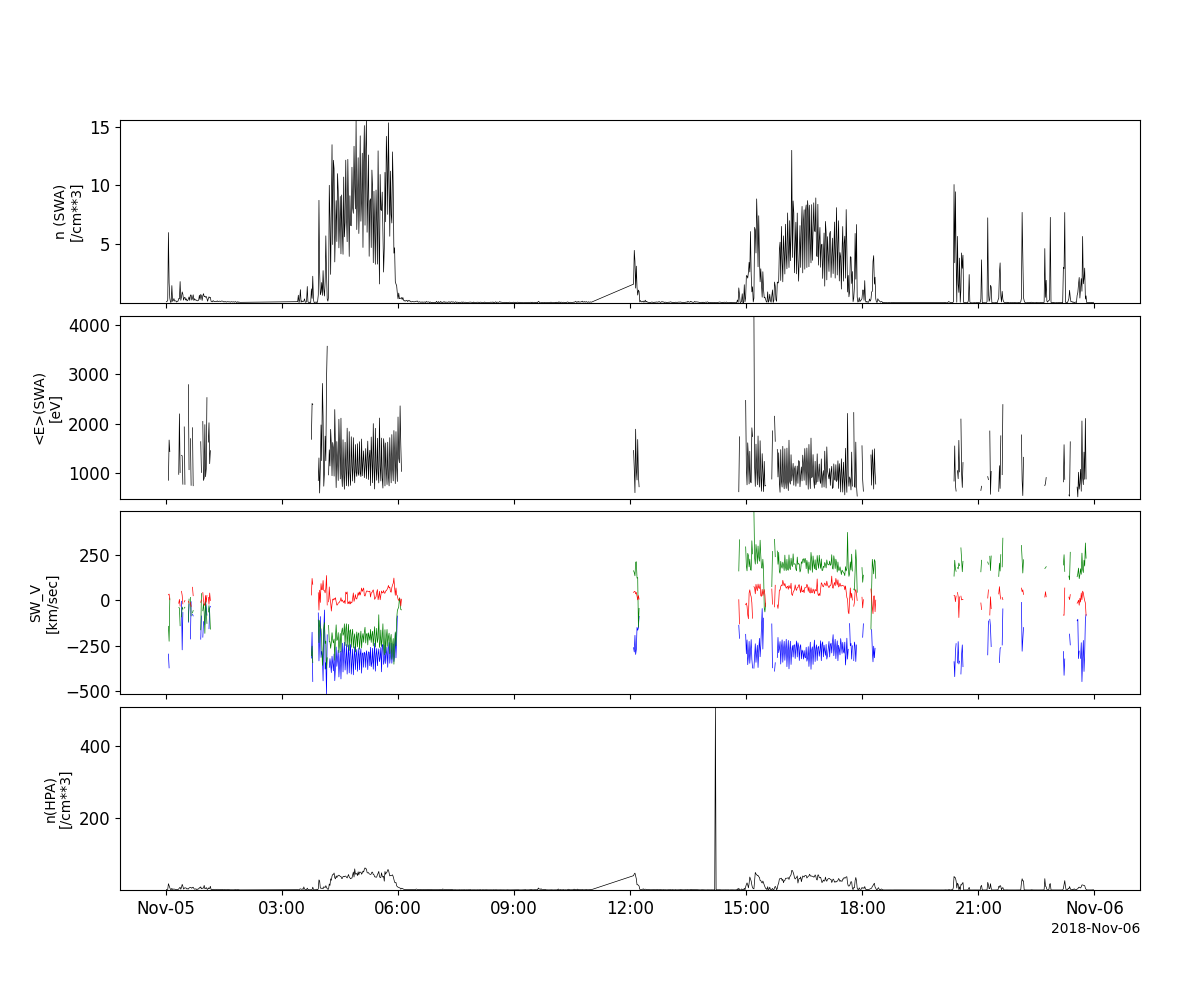 15
10
5
n (SWA)
[/cm**3]
4000
3000
2000
1000
<E>(SWA)
[eV]
250
0
−250
−500
SW_V
[km/sec]
400
200
n(HPA)
[/cm**3]
Nov-05 03:00 06:00 09:00 12:00 15:00 18:00 21:00 Nov-06
2018-Nov-06